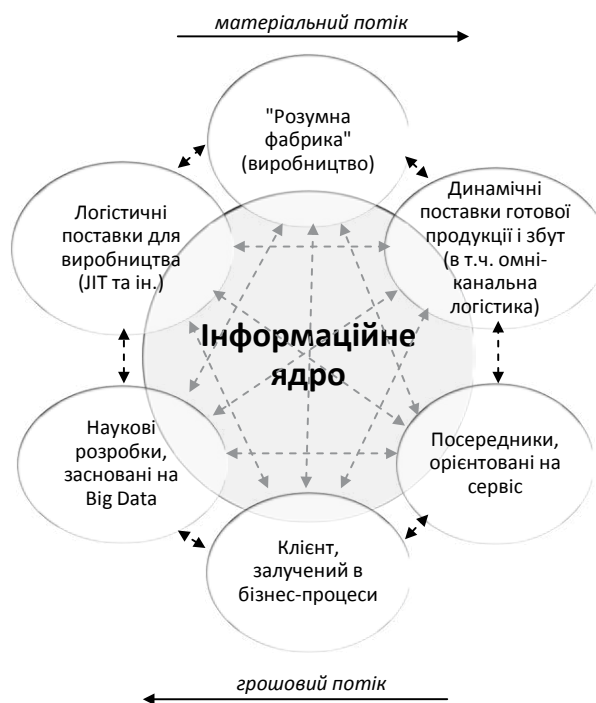 матеріальний потік
"Розумна
фабрика"
(виробництво)
Логістичні
поставки для
виробництва
(JIT та ін.)
Динамічні
поставки готової
продукції і збут
(в т.ч. омні-
канальна
логістика)
Інформаційне
ядро
Наукові
розробки,
засновані на
Big Data
Посередники,
орієнтовані на
сервіс
Клієнт,
залучений в
бізнес-процеси
грошовий потік